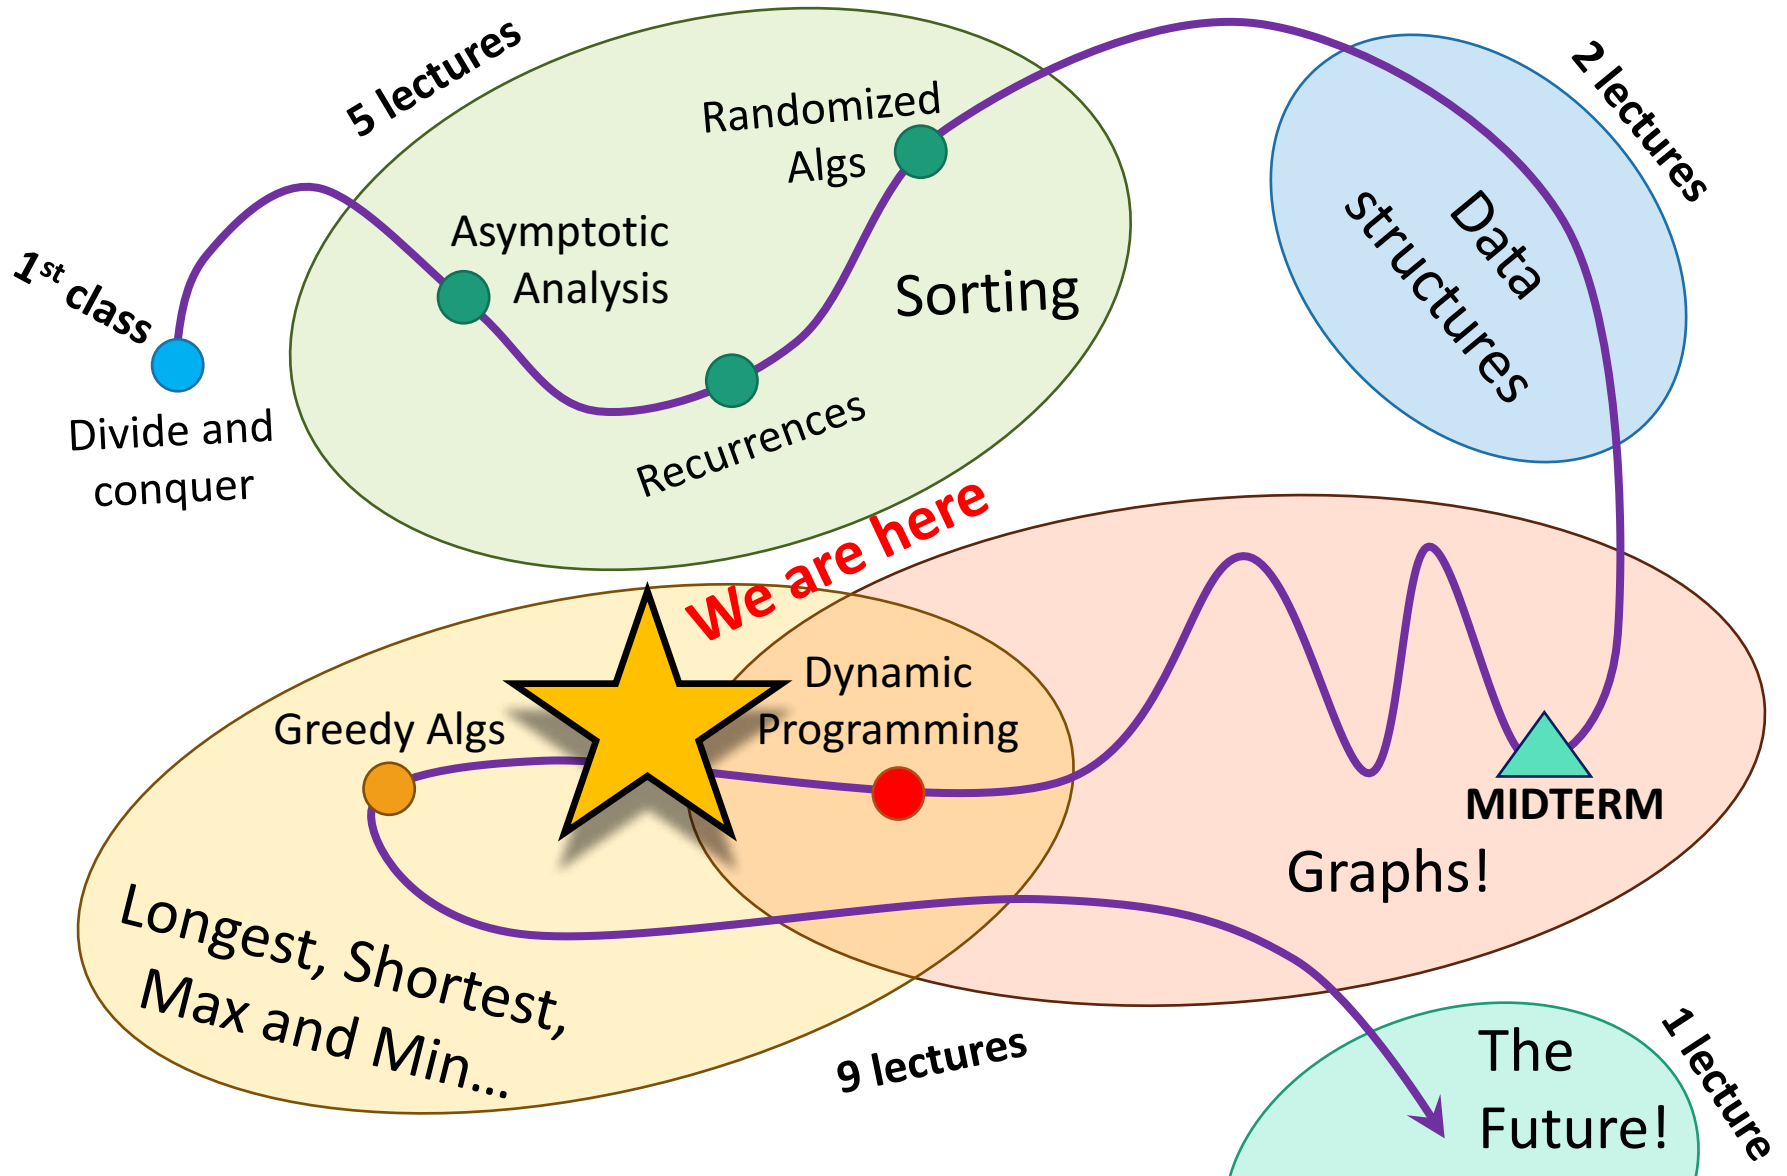 5 lectures
2 lectures
Randomized
Algs
Asymptotic
Analysis
Sorting
Data
structures
1st class
Divide and
conquer
Recurrences
We are here
Dynamic
Programming
Greedy Algs
MIDTERM
Graphs!
Longest, Shortest,
Max and Min...
9 lectures
The
Future!
1 lecture